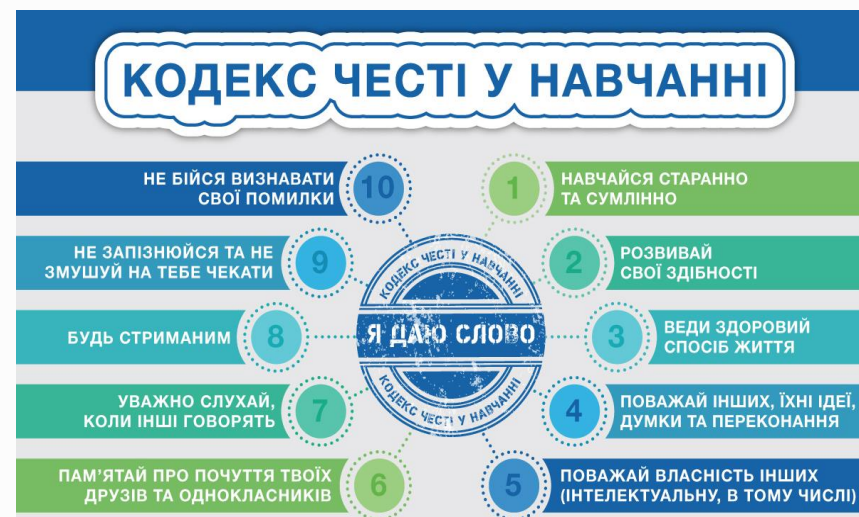 КОДЕКС ЧЕСТІ У НАВЧАННІ
1
НАВЧАЙСЯ СТАРАННО
ТА СУМЛІННО
2
РОЗВИВАЙ
СВОЇ ЗДІБНОСТІ
3
ВЕДИ ЗДОРОВИЙ
СПОСІБ ЖИТТЯ
4
ПОВАЖАЙ ІНШИХ, ЇХНІ ІДЕЇ,
ДУМКИ ТА ПЕРЕКОНАННЯ
5
ПОВАЖАЙ ВЛАСНІСТЬ ІНШИХ
(ІНТЕЛЕКТУАЛЬНУ, В ТОМУ ЧИСЛІ)
6
ПАМ'ЯТАЙ ПРО ПОЧУТТЯ ТВОЇХ
ДРУЗІВ ТА ОДНОКЛАСНИКІВ
7
УВАЖНО СЛУХАЙ,
КОЛИ ІНШІ ГОВОРЯТЬ
8
БУДЬ СТРИМАНИМ
9
НЕ ЗАПІЗНЮЙСЯ ТА НЕ
ЗМУШУЙ НА ТЕБЕ ЧЕКАТИ
10
НЕ БІЙСЯ ВИЗНАВАТИ
СВОЇ ПОМИЛКИ
КОДЕКС ЧЕСТІ У НАВЧАННІ
Я ДАЮ СЛОВО
КОДЕКС ЧЕСТІ У НАВЧАННІ